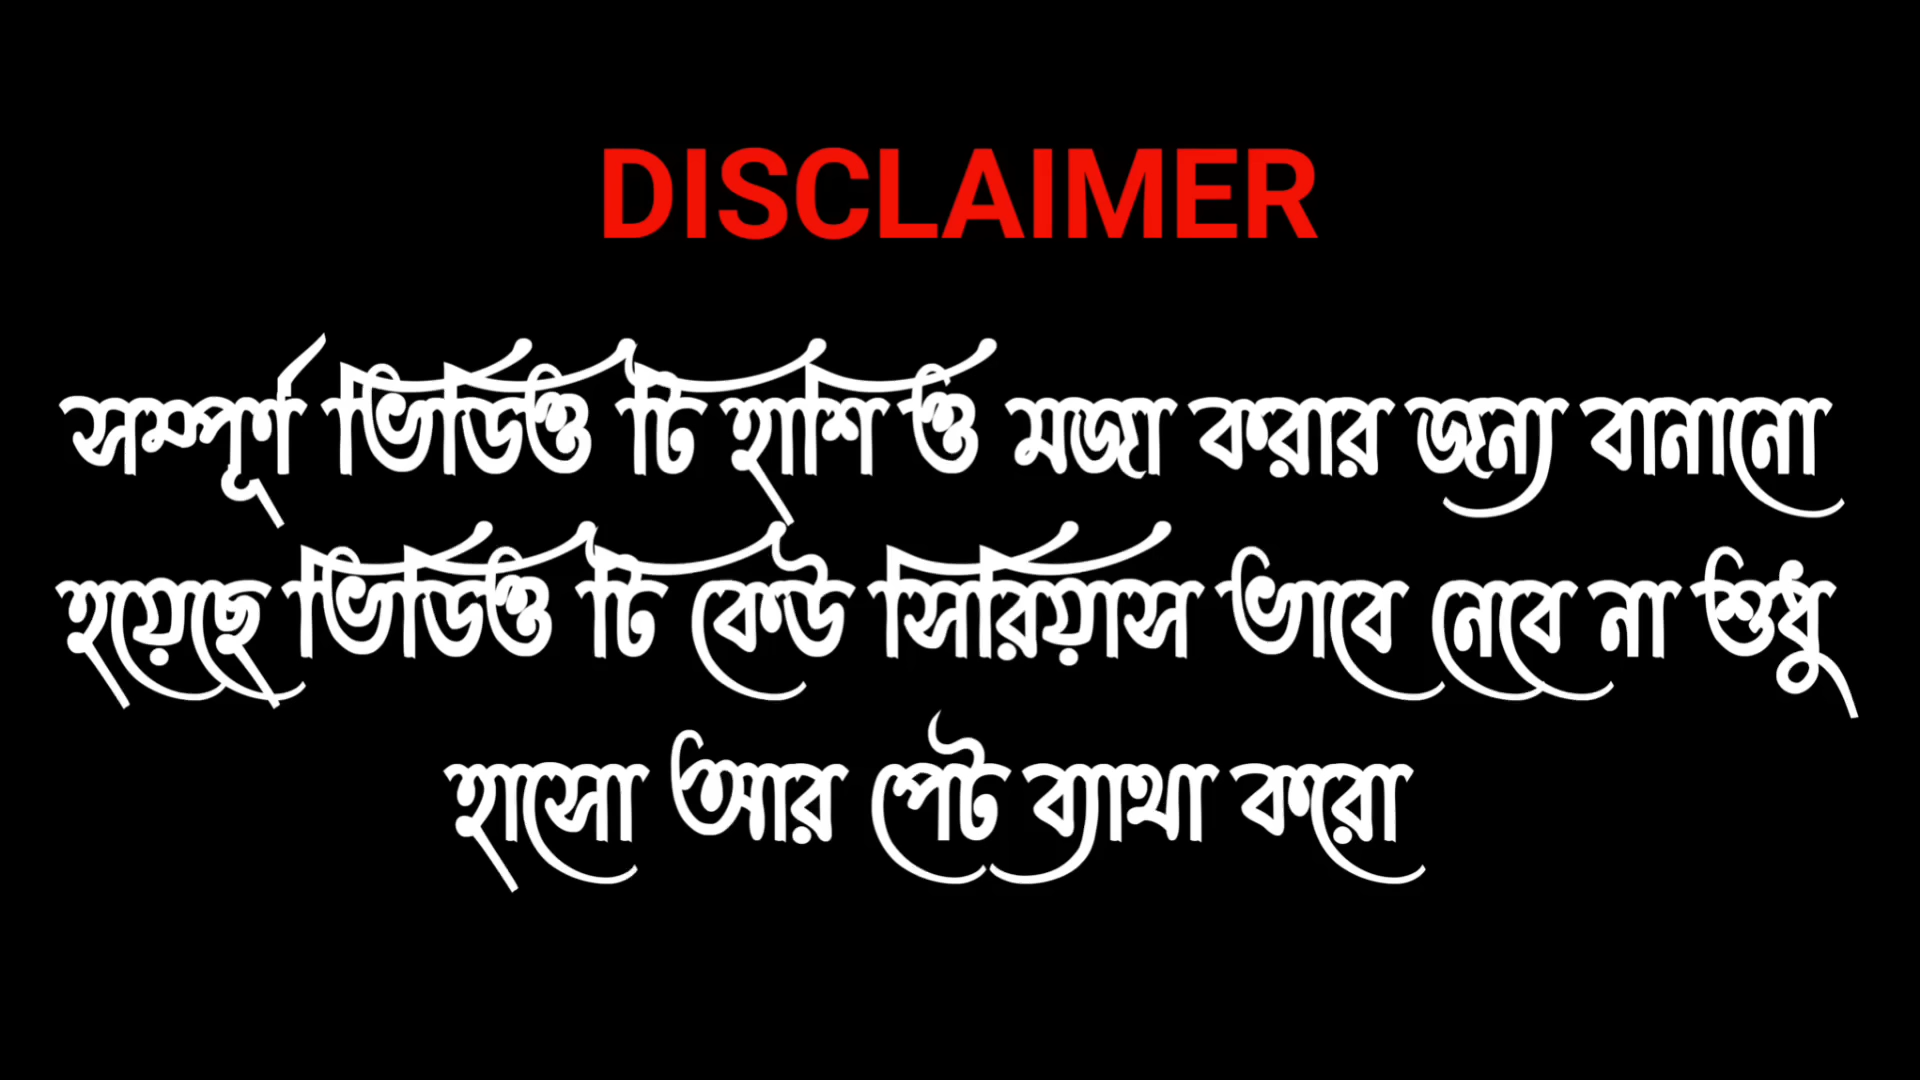 DISCLAIMER
সম্পূর্ণ ভিডিও টি হাশি ও মজা করার জন্য বানানো
হয়েছে ভিডিও টি কেউ সিরিয়াস ভাবে নেবে না শুধু
হাসো আর পেট ব্যাথা করো